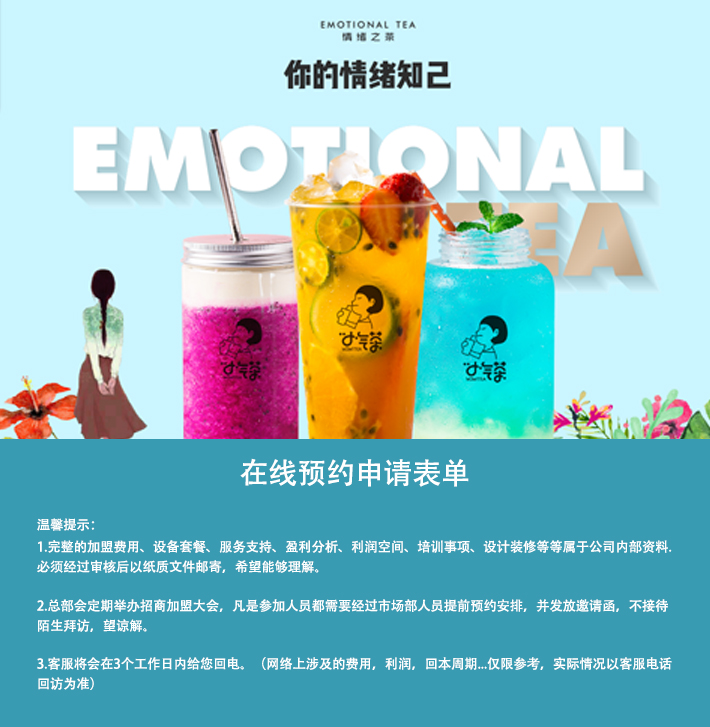 EMOTIONAL TEA
情绪之茶
你的情绪知己
EMOTIONAL
TEA
小气茶
小气茶
小气茶
在线预约申请表单
温馨提示：
1.完整的加盟费用、设备套餐、服务支持、盈利分析、利润空间、培训事项、设计装修等等属于公司内部资料.
必须经过审核后以纸质文件邮寄，希望能够理解。
2.总部会定期举办招商加盟大会，凡是参加人员都需要经过市场部人员提前预约安排，并发放邀请函，不接待
陌生拜访，望谅解。
3.客服将会在3个工作日内给您回电。（网络上涉及的费用，利润，回本周期...仅限参考，实际情况以客服电话
回访为准）